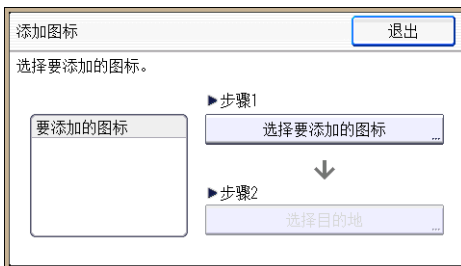 添加图标
退出
选择要添加的图标。
▶步骤1
要添加的图标
选择要添加的图标...
▶步骤2
选择目的地...